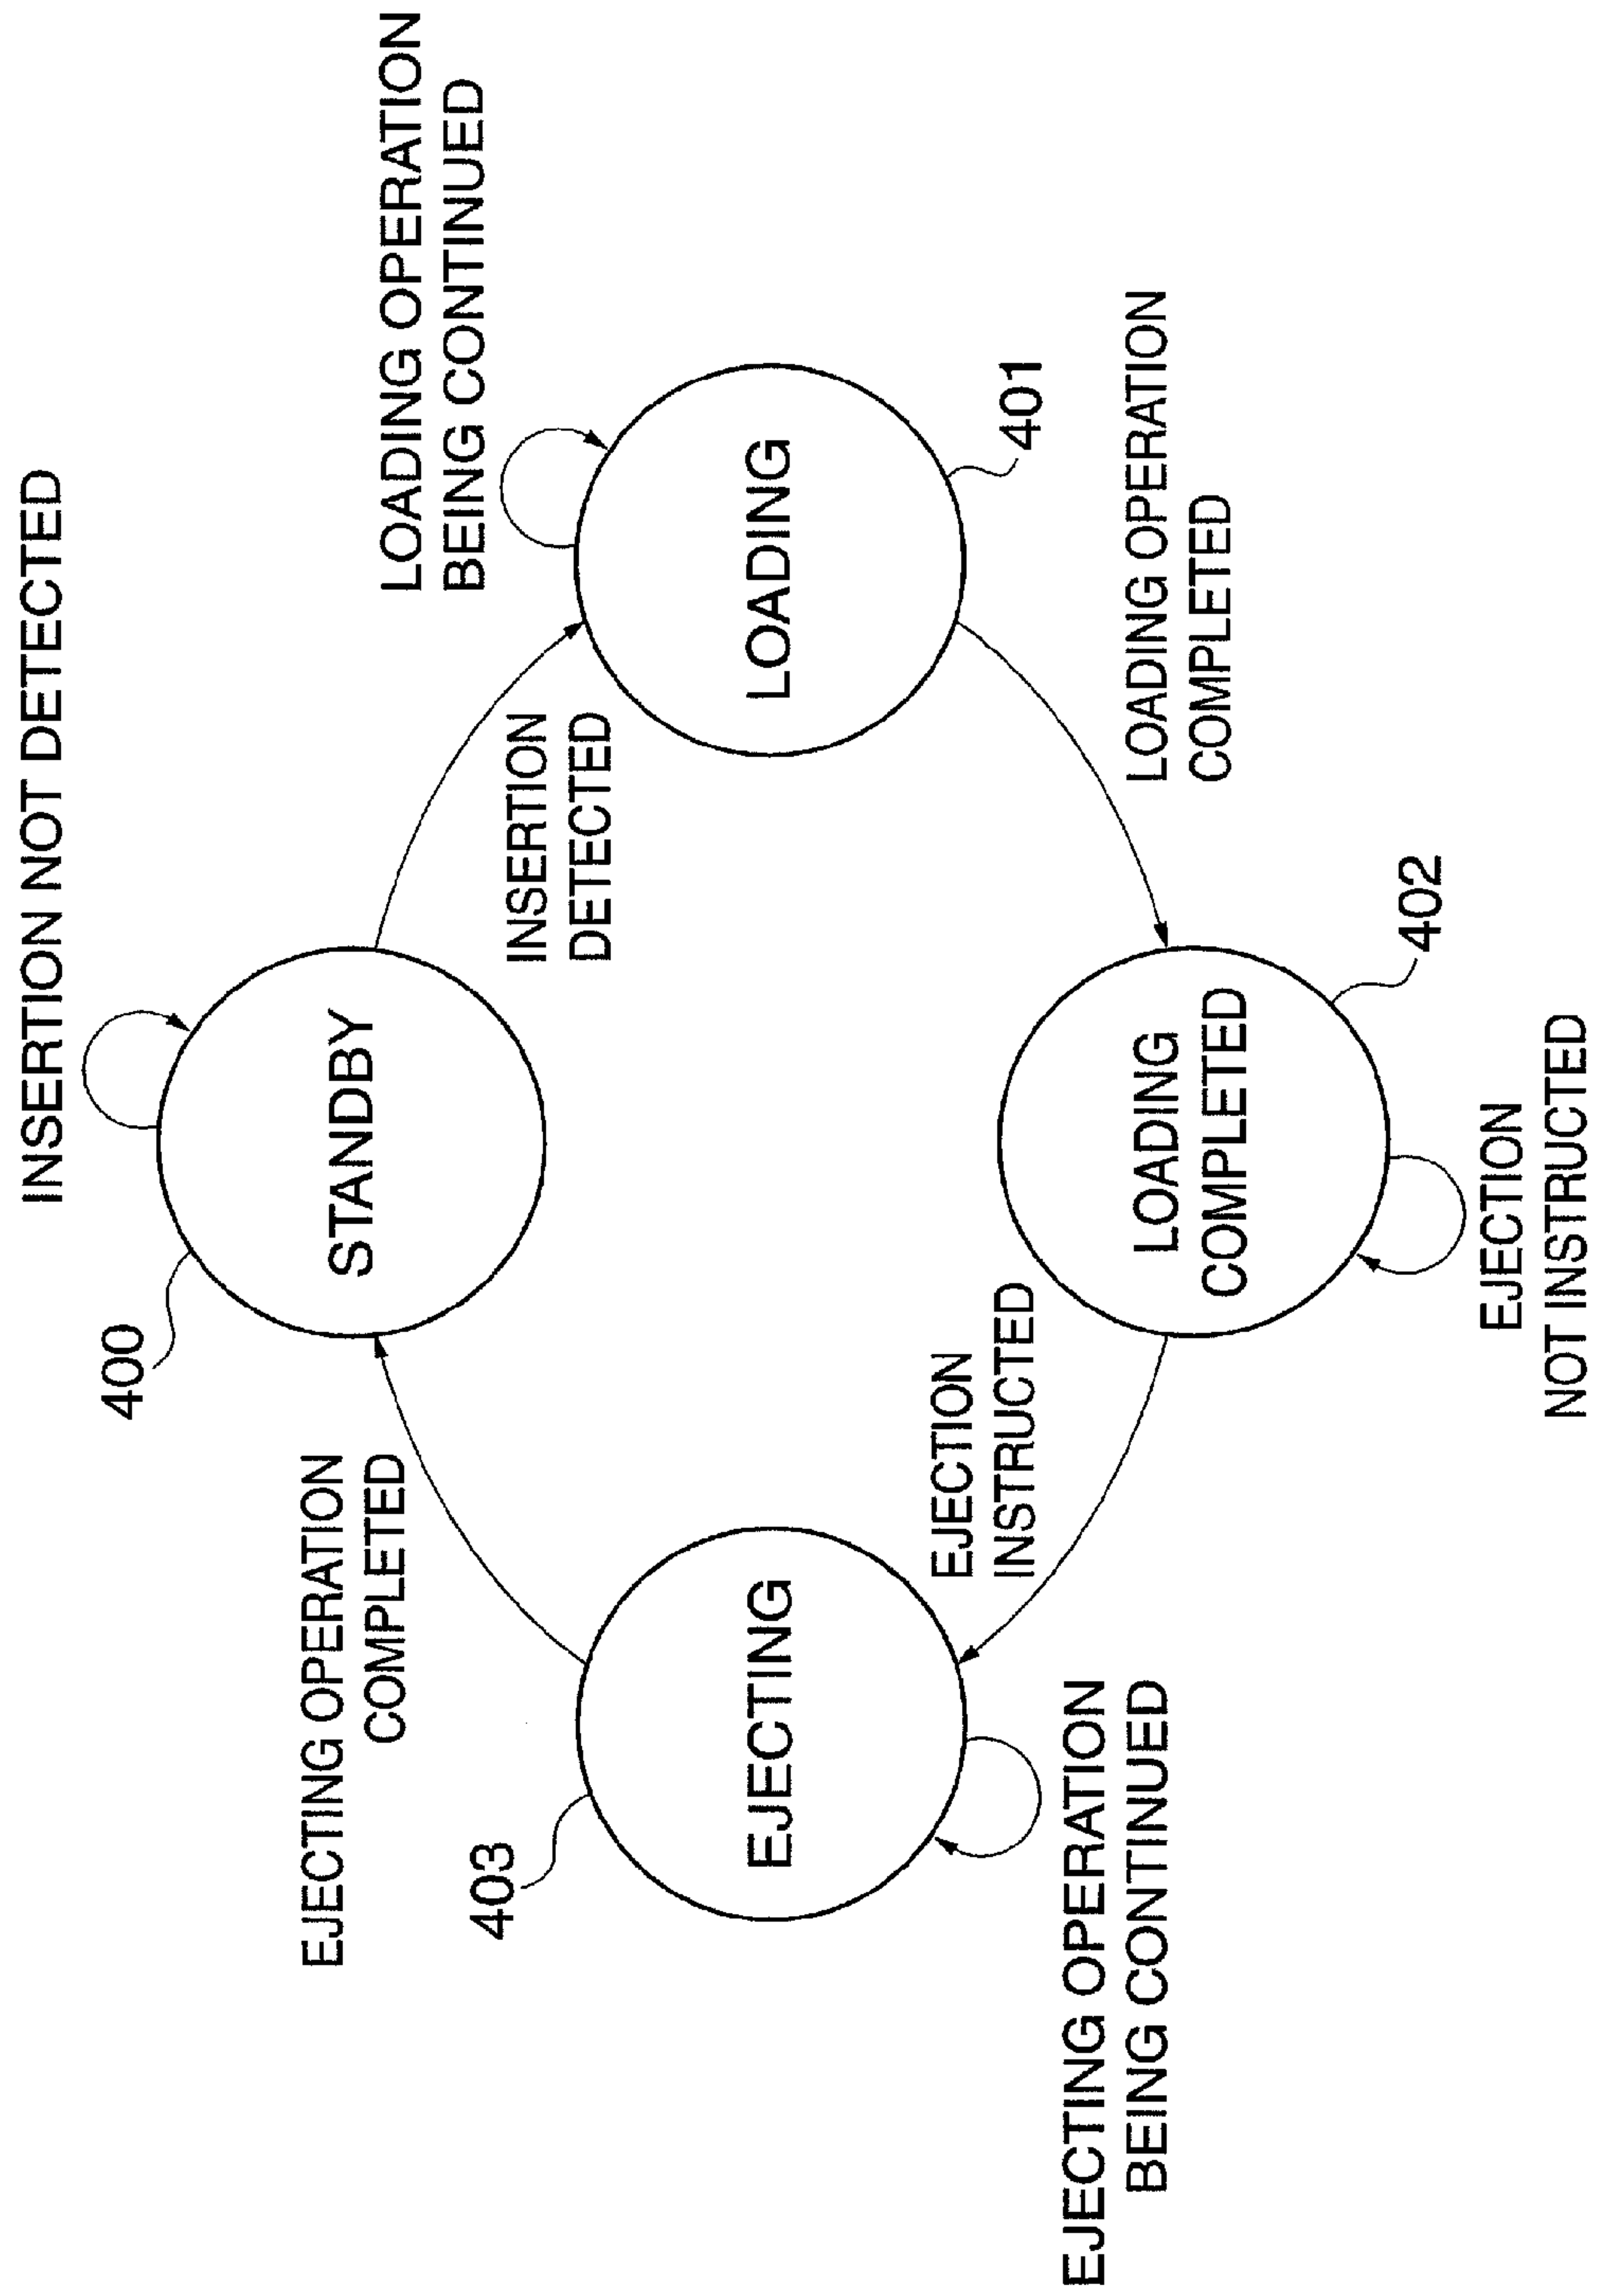 INSERTION NOT DETECTED
400
STANDBY
LOADING OPERATION
BEING CONTINUED
EJECTING OPERATION
COMPLETED
INSERTION
DETECTED
403
EJECTING
LOADING
401
EJECTION
INSTRUCTED
LOADING OPERATION
COMPLETED
EJECTING OPERATION
BEING CONTINUED
LOADING
COMPLETED
402
EJECTION
NOT INSTRUCTED